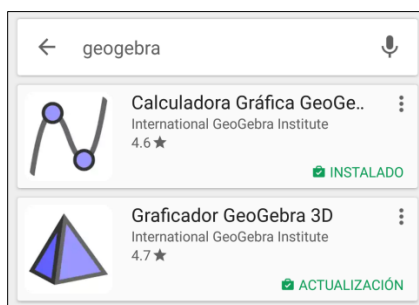 geogebra
Calculadora Gráfica GeoGe..
International GeoGebra Institute
4.6★
INSTALADO
Graficador GeoGebra 3D
International GeoGebra Institute
4.7★
ACTUALIZACIÓN